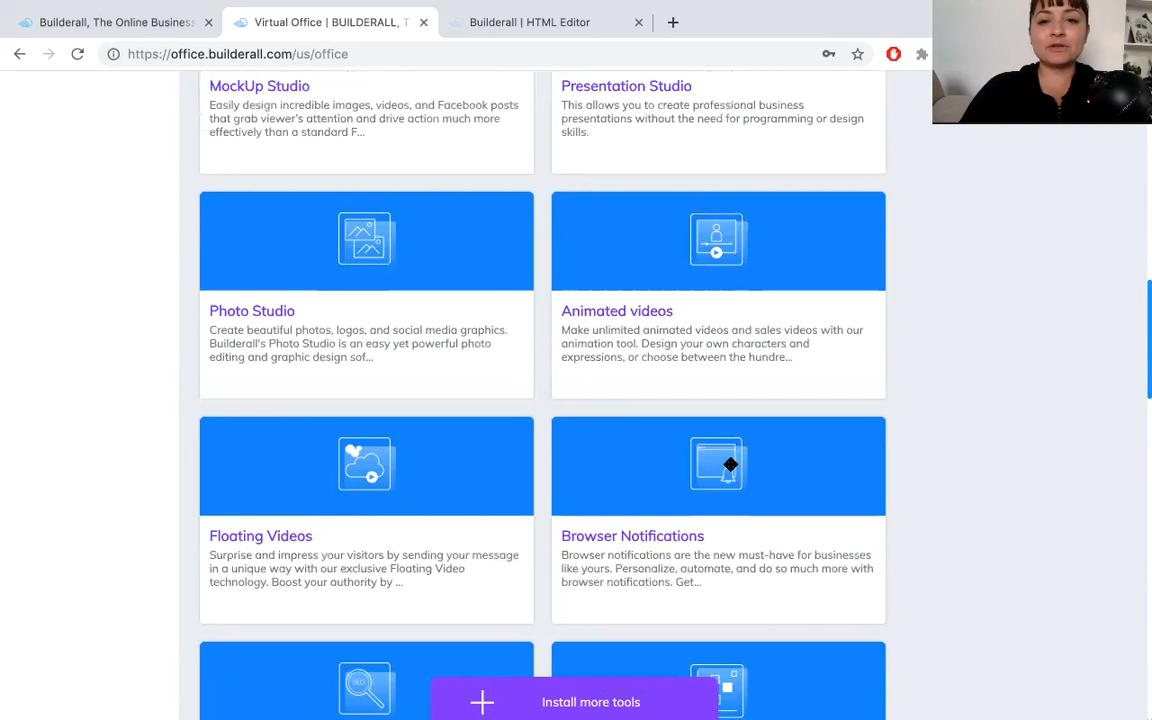 Builderall, The Online Business
Virtual Office | BUILDERALL, T
Builderall | HTML Editor
https://office.builderall.com/us/office
MockUp Studio
Easily design incredible images, videos, and Facebook posts
that grab viewer's attention and drive action much more
effectively than a standard F...
Presentation Studio
This allows you to create professional business
presentations without the need for programming or design
skills.
Photo Studio
Create beautiful photos, logos, and social media graphics.
Builderall's Photo Studio is an easy yet powerful photo
editing and graphic design sof...
Animated videos
Make unlimited animated videos and sales videos with our
animation tool. Design your own characters and
expressions, or choose between the hundre...
Floating Videos
Surprise and impress your visitors by sending your message
in a unique way with our exclusive Floating Video
technology. Boost your authority by ...
Browser Notifications
Browser notifications are the new must-have for businesses
like yours. Personalize, automate, and do so much more with
browser notifications. Get...
SEO
Install more tools